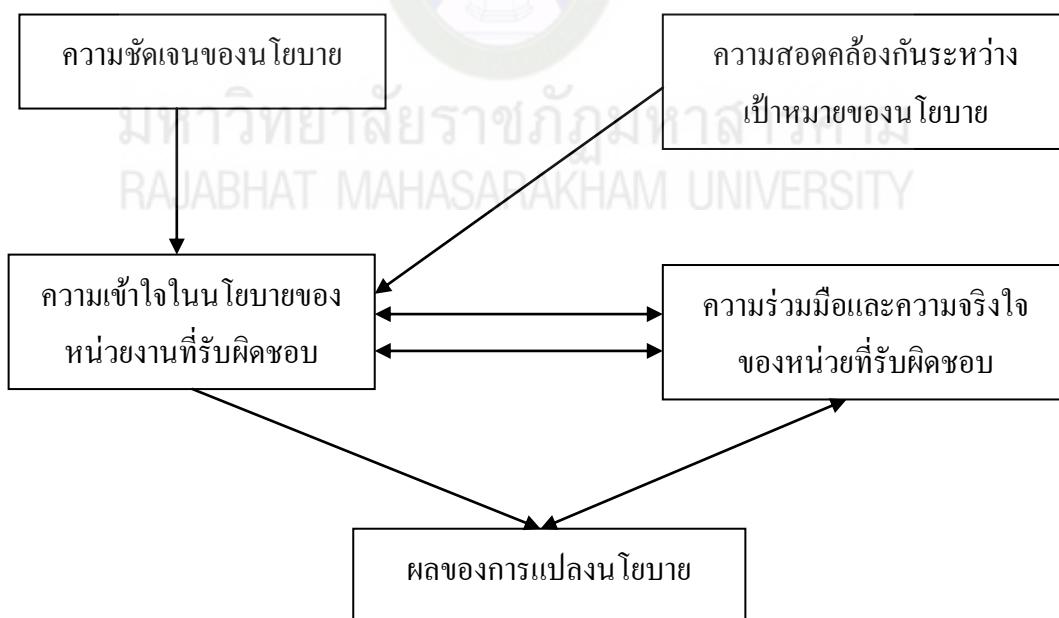 ความชัดเจนของนโยบาย
ความสอดคล้องกันระหว่าง
เป้าหมายของนโยบาย
มหาวิทยาลัยราชภัฏมหาสารคาม
RAJABHAT MAHASARAKHAM UNIVERSITY
ความเข้าใจในนโยบายของ
หน่วยงานที่รับผิดชอบ
ความร่วมมือและความจริงใจ
ของหน่วยที่รับผิดชอบ
ผลของการแปลงนโยบาย